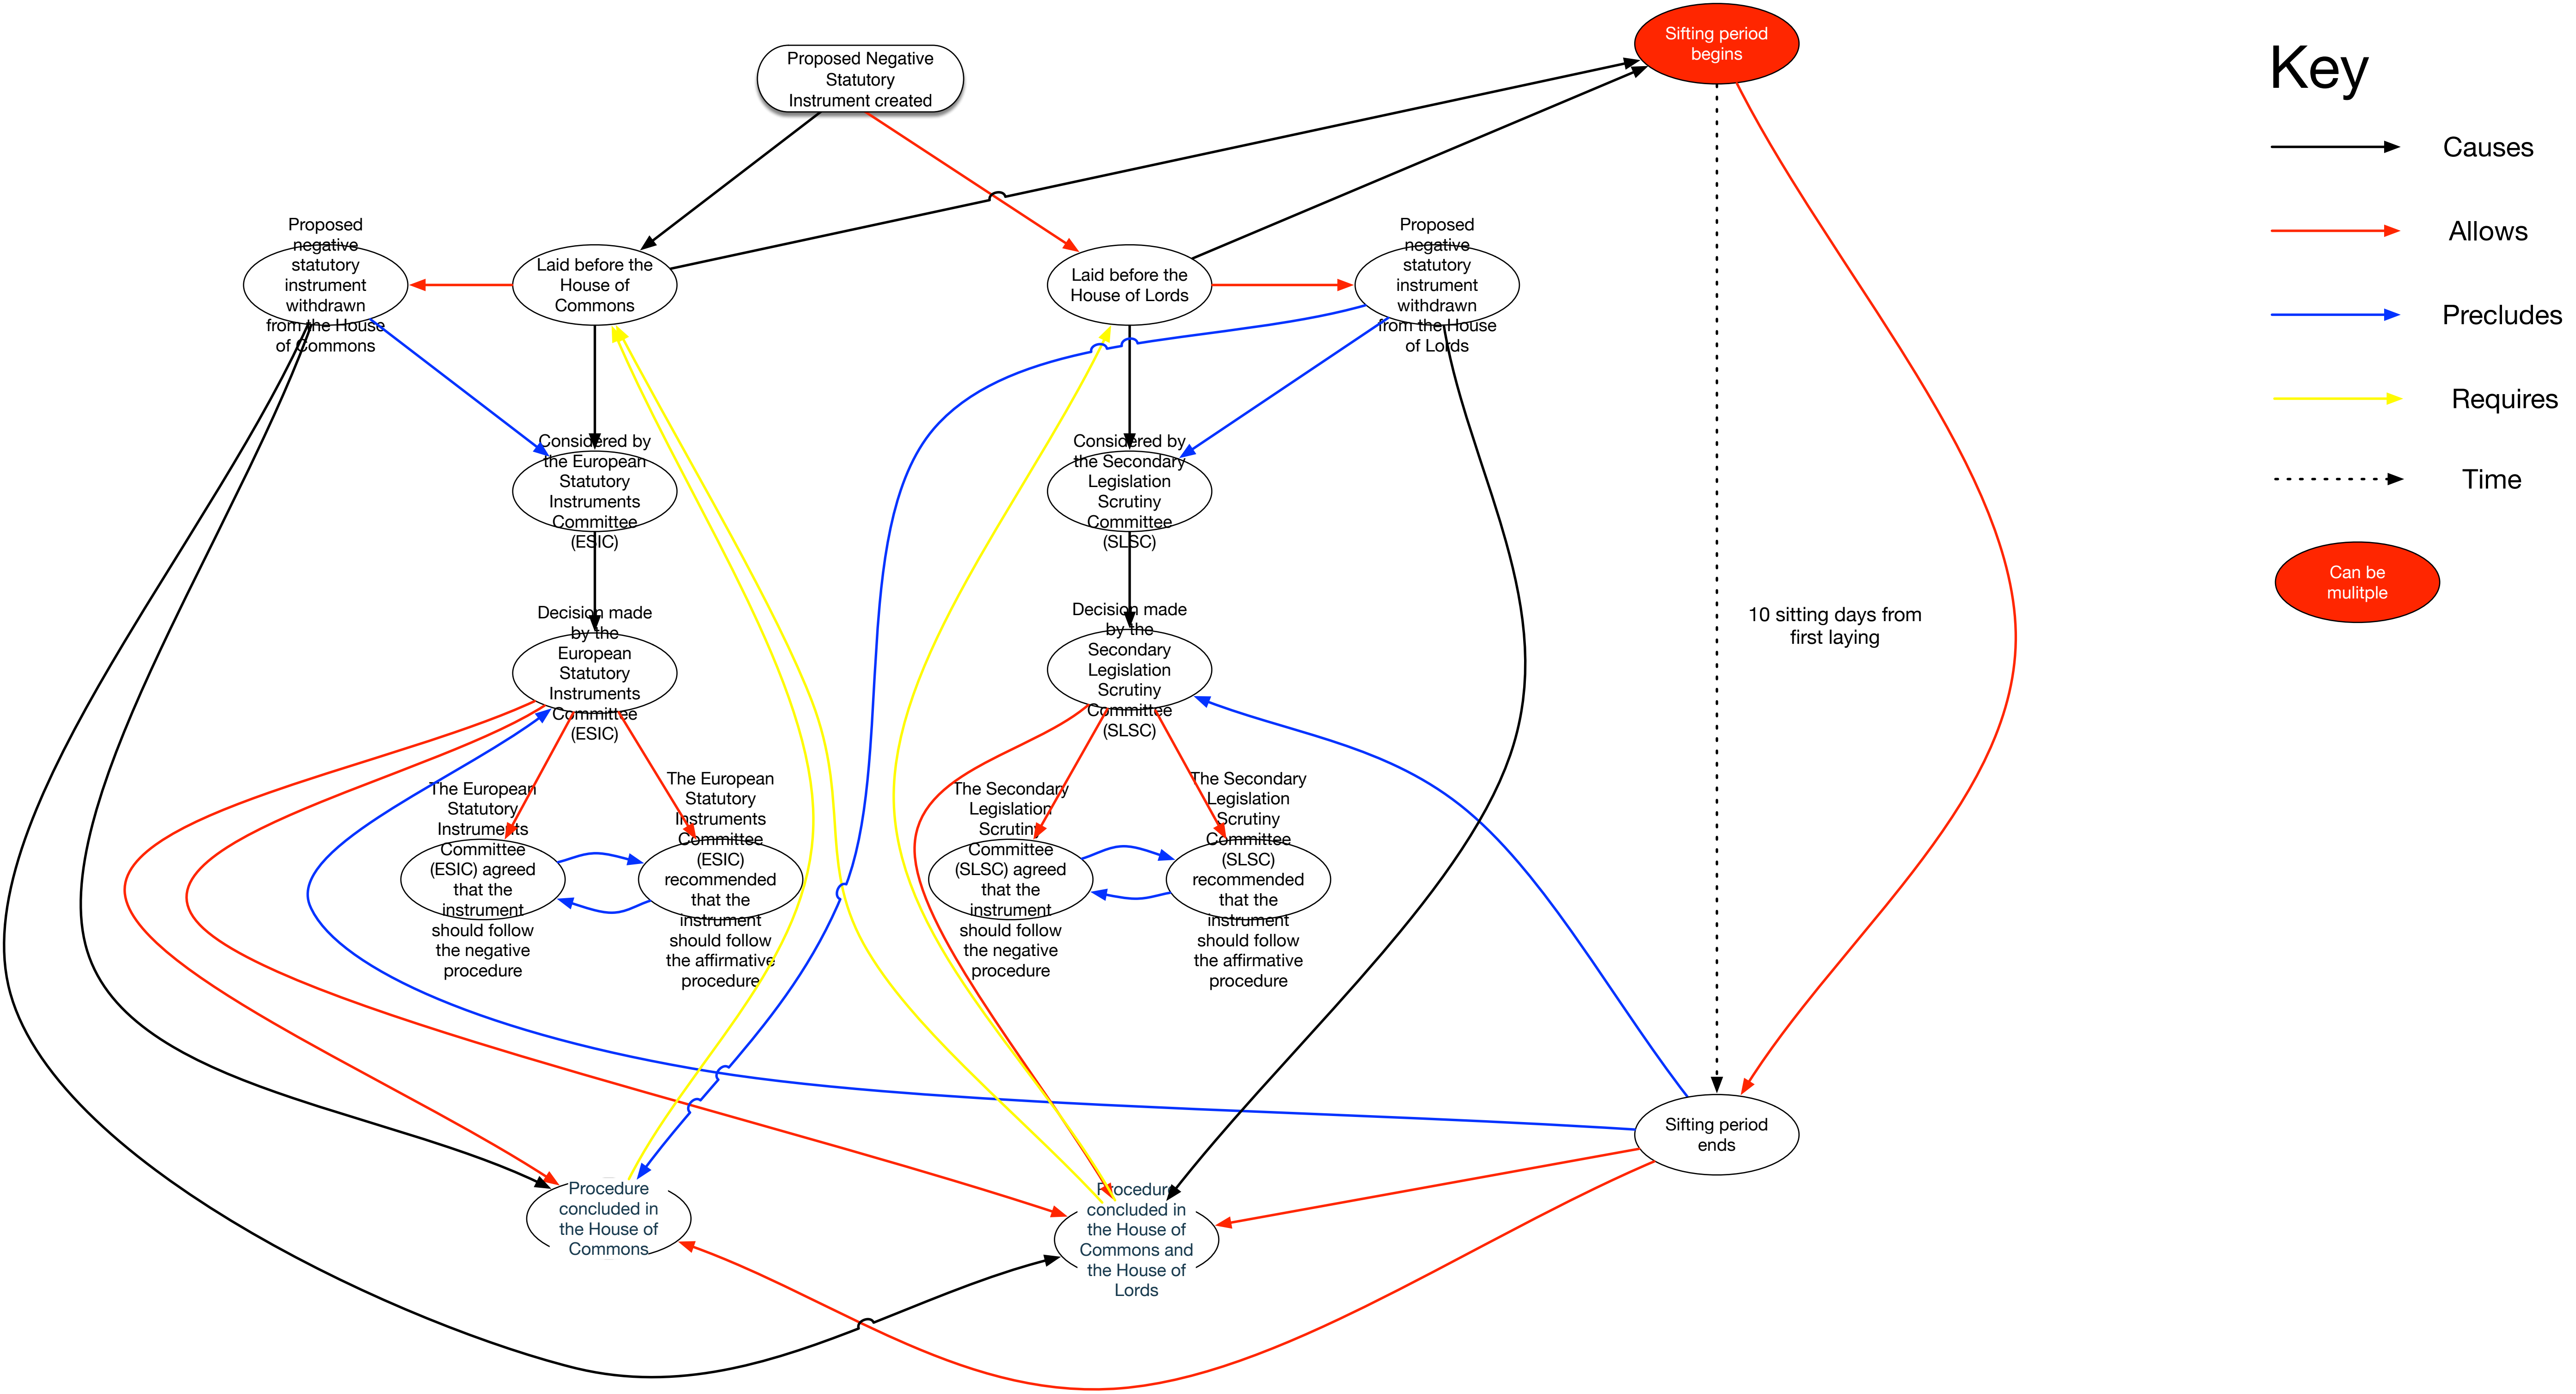 Sifting period
begins
Key
Proposed Negative
Statutory
Instrument created
Causes
Allows
Precludes
Requires
Time
Can be
mulitple
Proposed
negative
statutory
instrument
withdrawn
from the House
of Commons
Laid before the
House of
Commons
Laid before the
House of Lords
Proposed
negative
statutory
instrument
withdrawn
from the House
of Lords
Considered by
the European
Statutory
Instruments
Committee
(ESIC)
Considered by
the Secondary
Legislation
Scrutiny
Committee
(SLSC)
Decision made
by the
European
Statutory
Instruments
Committee
(ESIC)
Decision made
by the
Secondary
Legislation
Scrutiny
Committee
(SLSC)
10 sitting days from
first laying
The European
Statutory
Instruments
Committee
(ESIC) agreed
that the
instrument
should follow
the negative
procedure
The European
Statutory
Instruments
Committee
(ESIC)
recommended
that the
instrument
should follow
the affirmative
procedure
The Secondary
Legislation
Scrutiny
Committee
(SLSC) agreed
that the
instrument
should follow
the negative
procedure
The Secondary
Legislation
Scrutiny
Committee
(SLSC)
recommended
that the
instrument
should follow
the affirmative
procedure
Sifting period
ends
Procedure
concluded in
the House of
Commons
Procedure
concluded in
the House of
Commons and
the House of
Lords